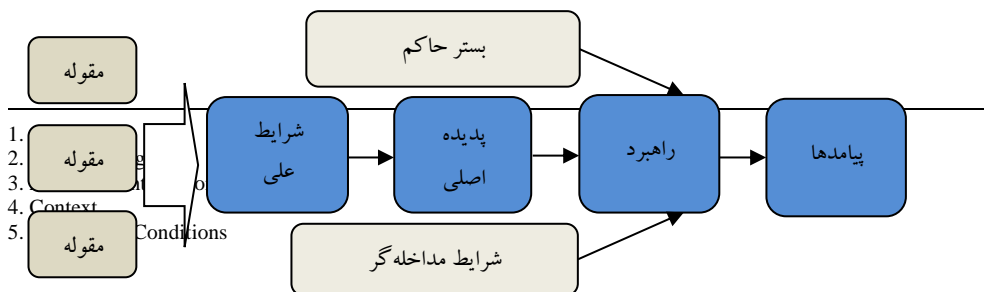 بستر حاکم
مقوله
مقوله
مقوله
شرایط
علی
پدیده
اصلی
راهبرد
پیامدها
شرایط مداخله‌گر
1.
2.
3.
4. Context
5. Conditions